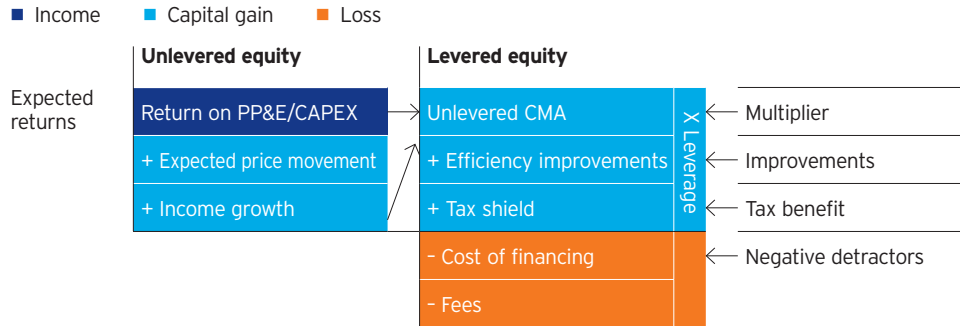 Income Capital gain Loss
Unlevered equity Levered equity
Expected
returns
Return on PP&E/CAPEX Unlevered CMA Multiplier
+ Expected price movement + Efficiency improvements Improvements
+ Income growth + Tax shield Tax benefit
X Leverage
- Cost of financing Negative detractors
- Fees